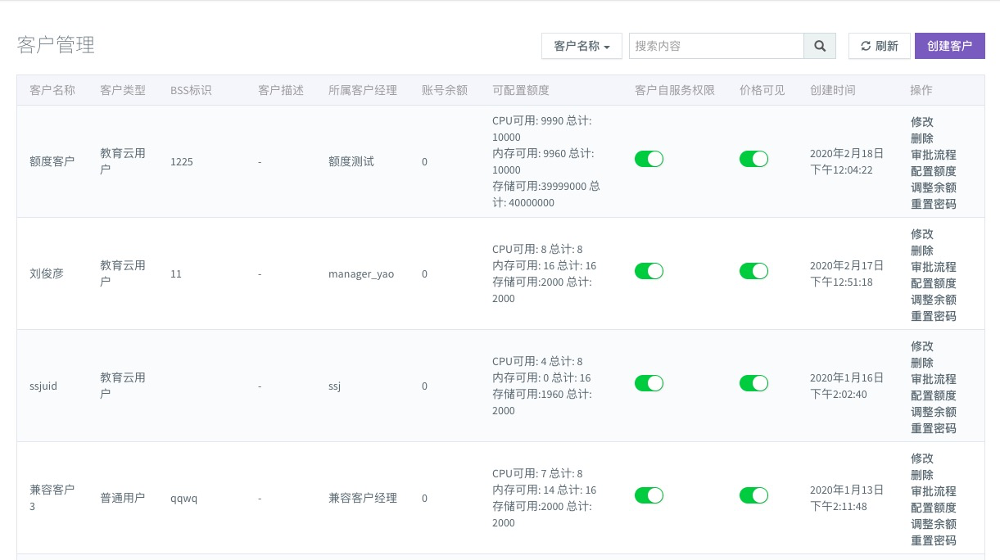 客户管理
客户名称 搜索内容 刷新 创建客户
客户名称 客户类型 BSS标识 客户描述 所属客户经理 账号余额 可配置额度 客户自服务权限 价格可见 创建时间 操作
额度客户
教育云用
户
1225
-
额度测试
0
CPU可用: 9990 总计:
10000
内存可用: 9960 总计:
10000
存储可用:39999000 总
计: 40000000
2020年2月18日
下午12:04:22
修改
删除
审批流程
配置额度
调整余额
重置密码
刘俊彦
教育云用
户
11
-
manager_yao
0
CPU可用: 8 总计: 8
内存可用: 16 总计: 16
存储可用:2000 总计:
2000
2020年2月17日
下午12:51:18
修改
删除
审批流程
配置额度
调整余额
重置密码
ssjuid
教育云用
户
-
ssj
0
CPU可用: 4 总计: 8
内存可用: 0 总计: 16
存储可用:1960 总计:
2000
2020年1月16日
下午2:02:40
修改
删除
审批流程
配置额度
调整余额
重置密码
兼容客户
3
普通用户
qqwq
-
兼容客户经理
0
CPU可用: 7 总计: 8
内存可用: 14 总计: 16
存储可用:2000 总计:
2000
2020年1月13日
下午2:11:48
修改
删除
审批流程
配置额度
调整余额
重置密码